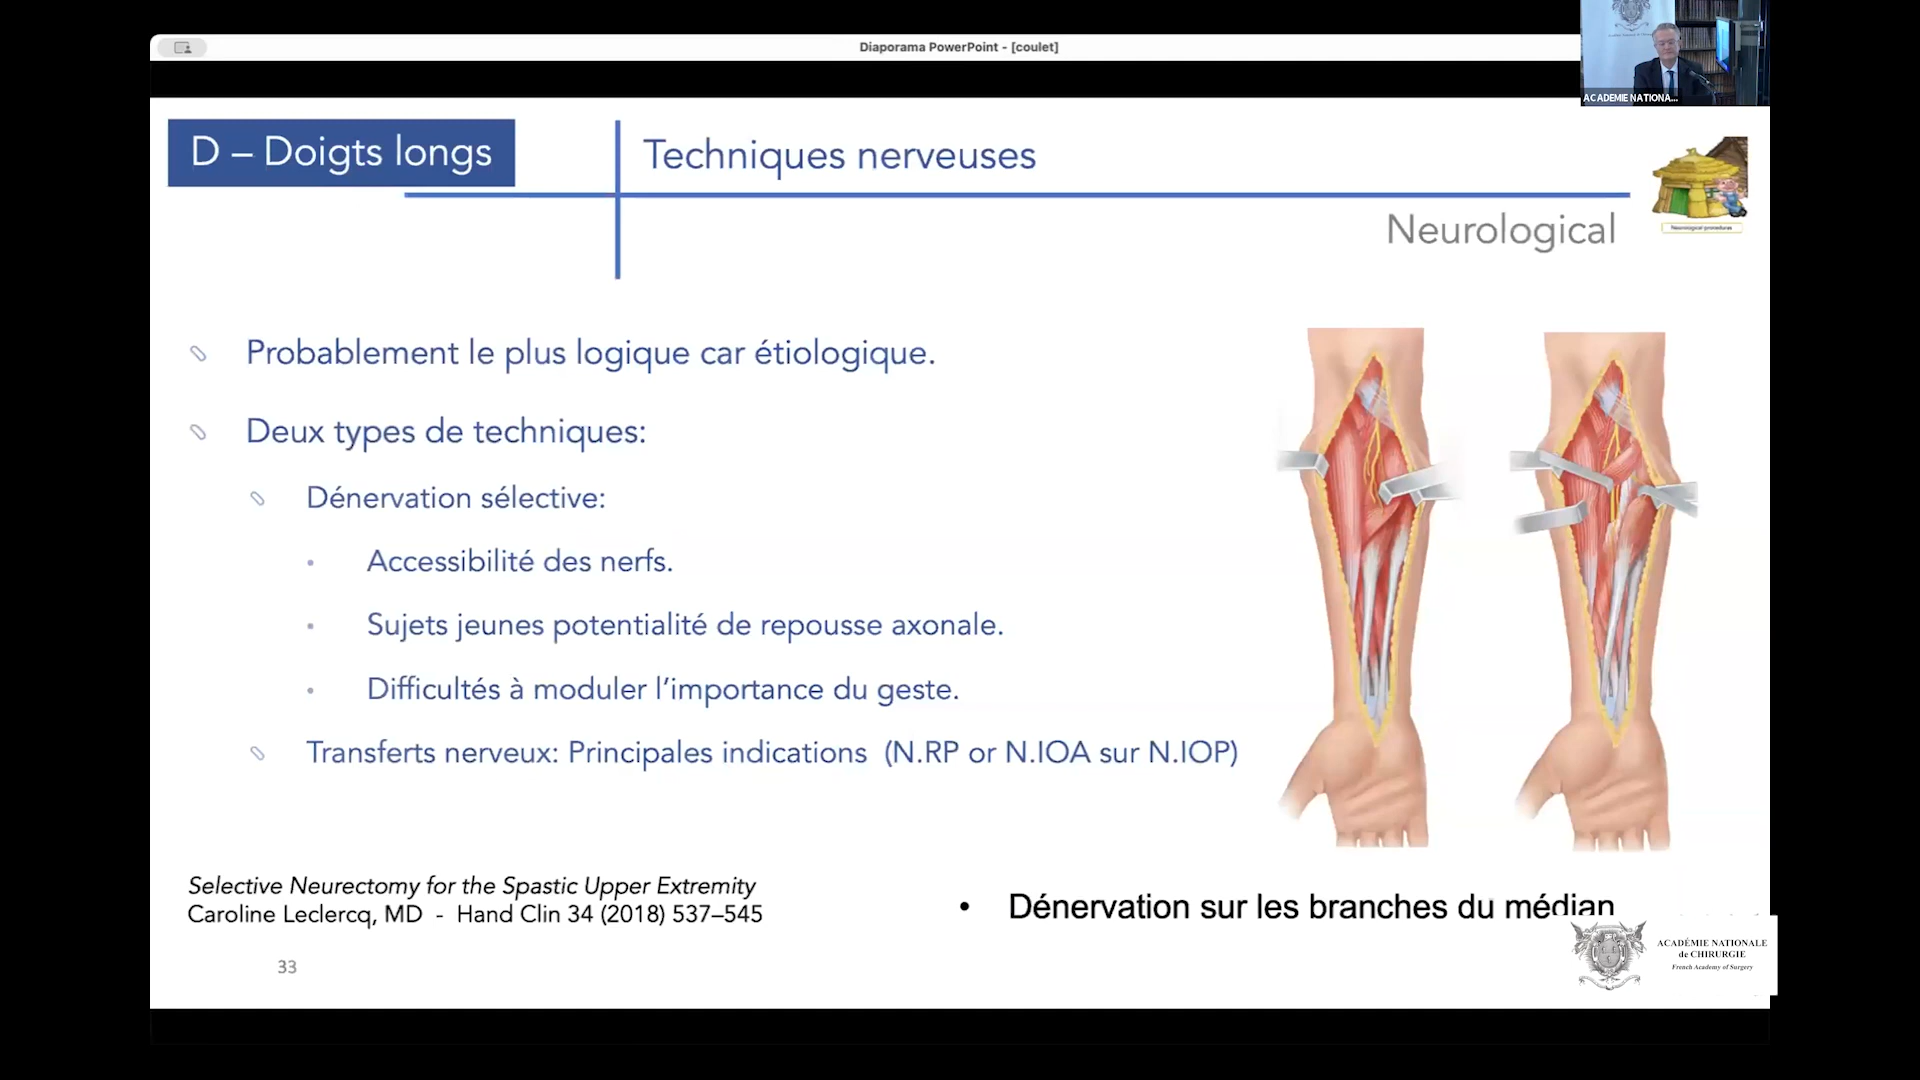 Diaporama PowerPoint - [coulet]
ACADEMIE NATIONA...
D – Doigts longs
Techniques nerveuses
Neurological
Neurological procedures
Probablement le plus logique car étiologique.
Deux types de techniques:
Dénervation sélective:
Accessibilité des nerfs.
Sujets jeunes potentialité de repousse axonale.
Difficultés à moduler l’importance du geste.
Transferts nerveux: Principales indications (N.RP or N.IOA sur N.IOP)
Selective Neurectomy for the Spastic Upper Extremity
Caroline Leclercq, MD - Hand Clin 34 (2018) 537–545
• Dénervation sur les branches du médian
33
ACADÉMIE NATIONALE
de CHIRURGIE
French Academy of Surgery